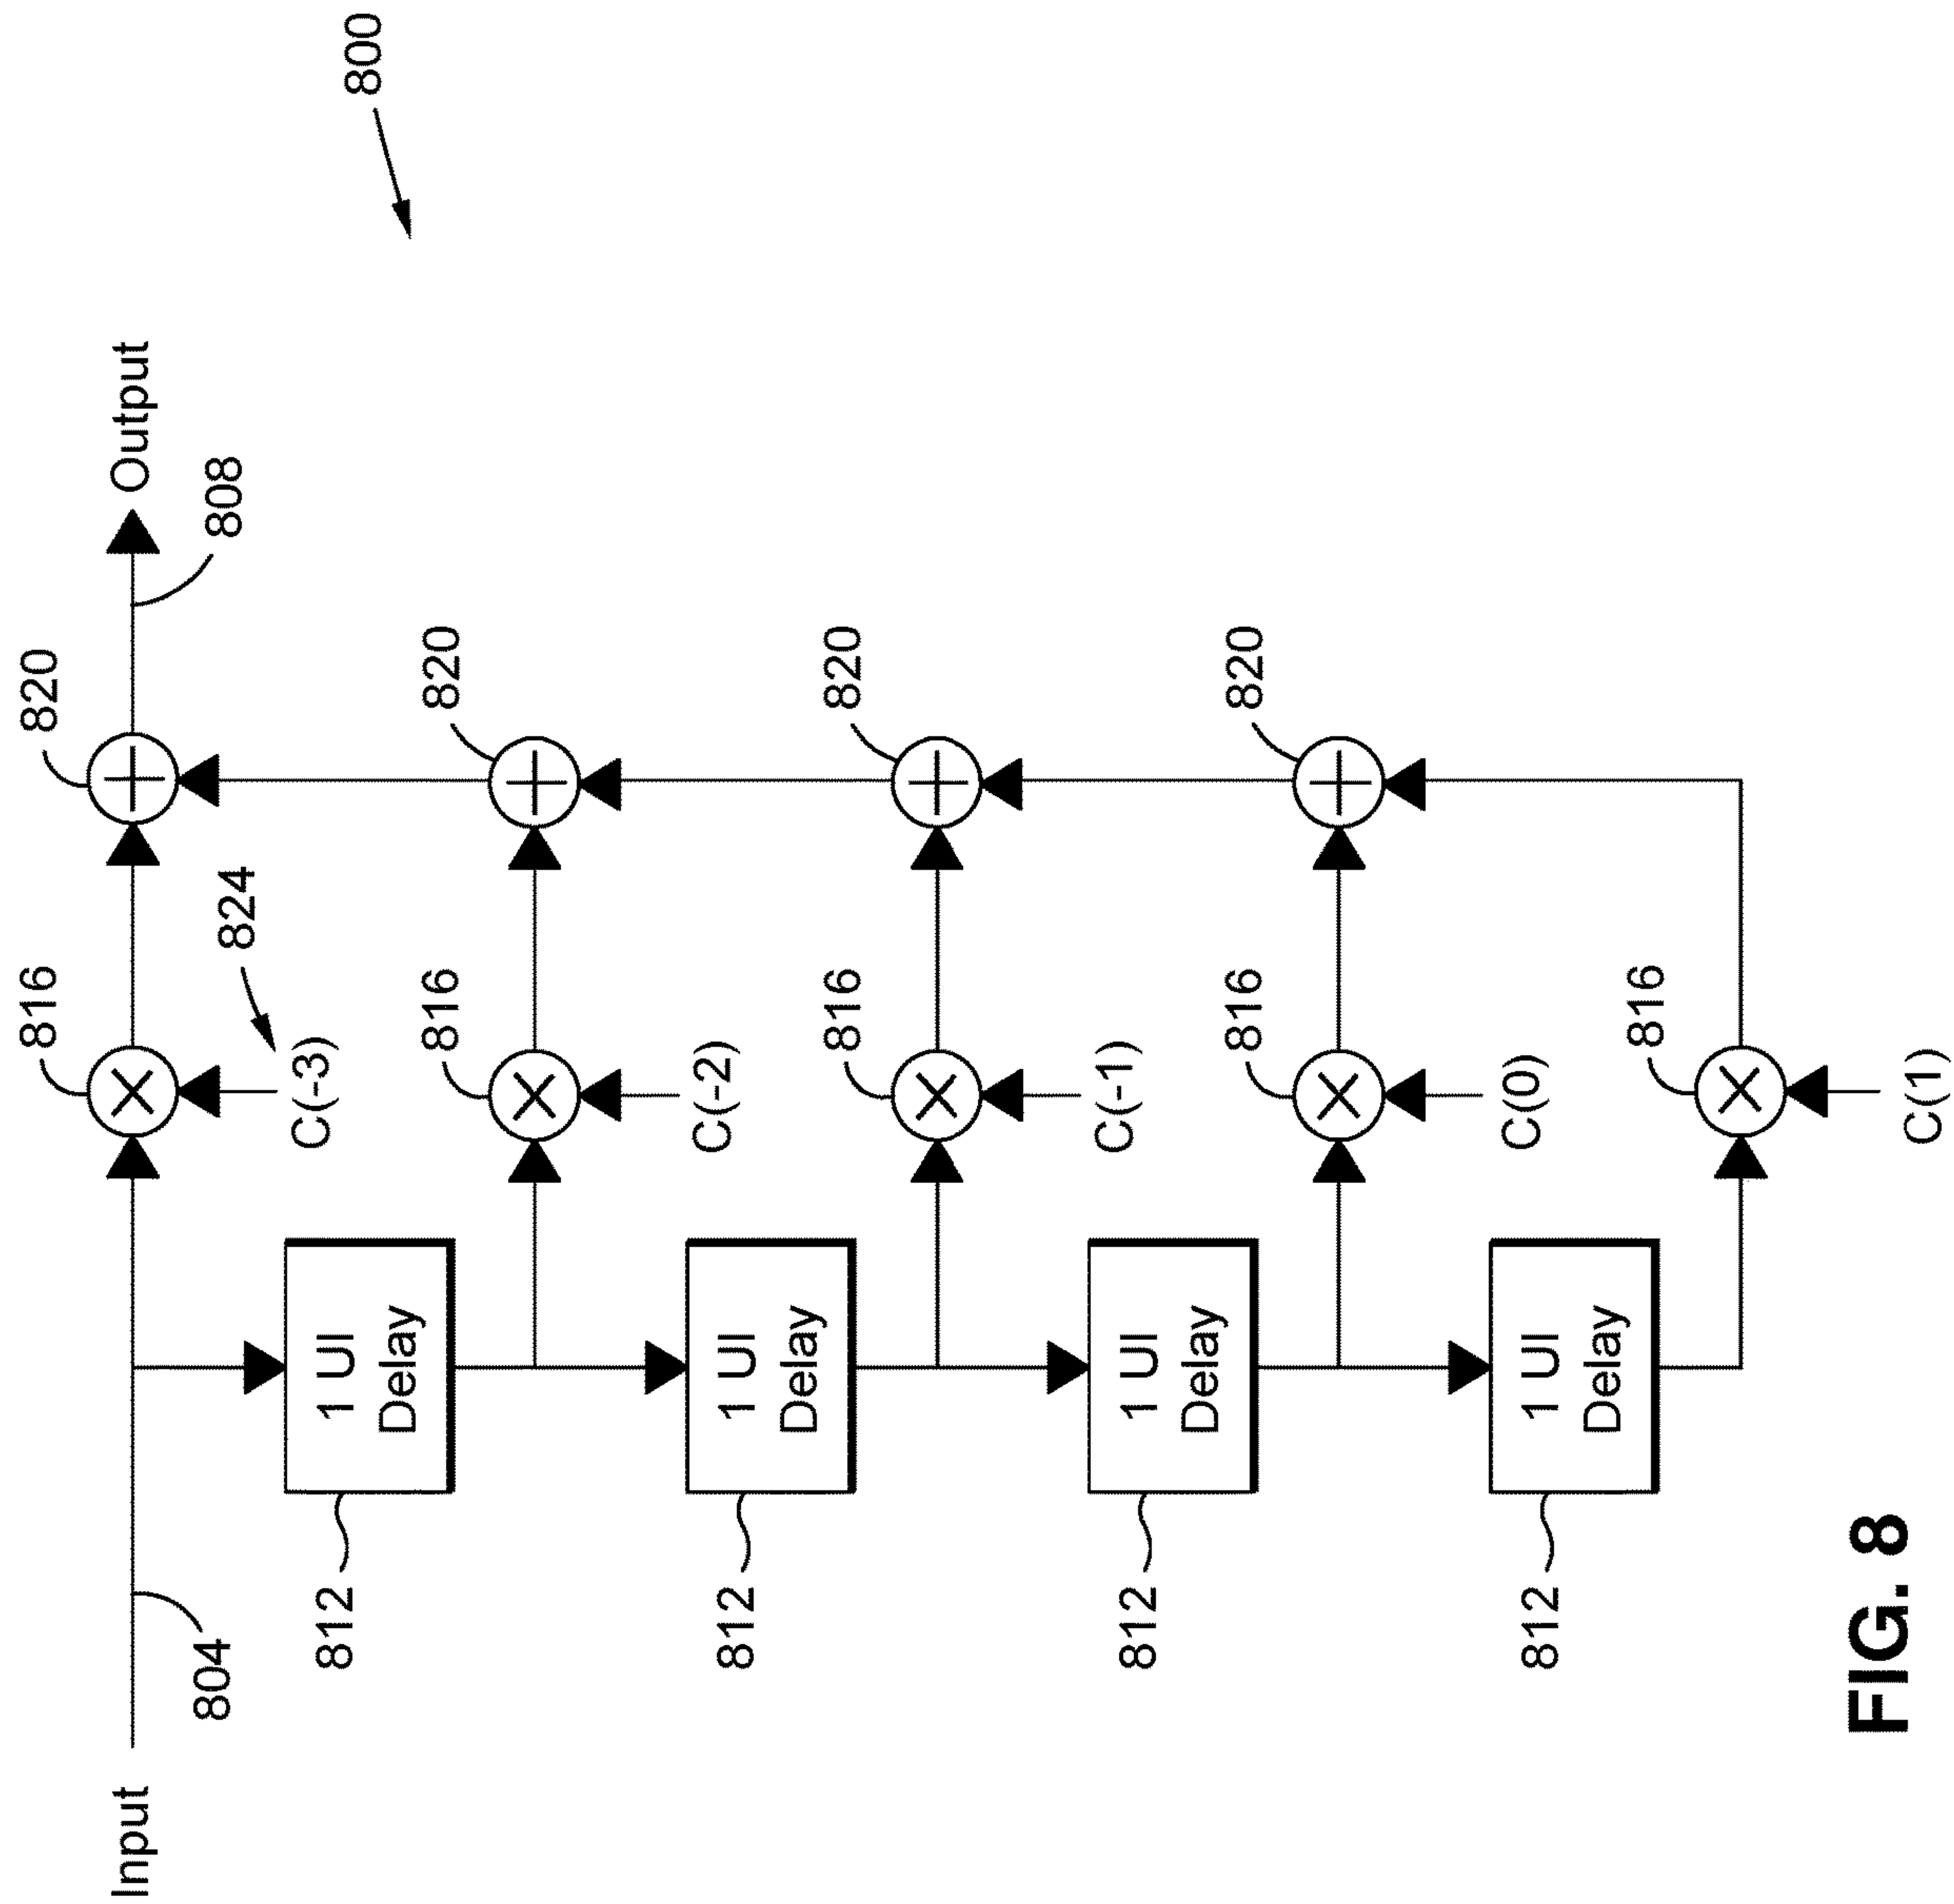 800
Input
804
816
824
C(-3)
820
808
Output
812
1 UI
Delay
816
C(-2)
820
812
1 UI
Delay
816
C(-1)
820
812
1 UI
Delay
816
C(0)
820
812
1 UI
Delay
816
C(1)
FIG. 8